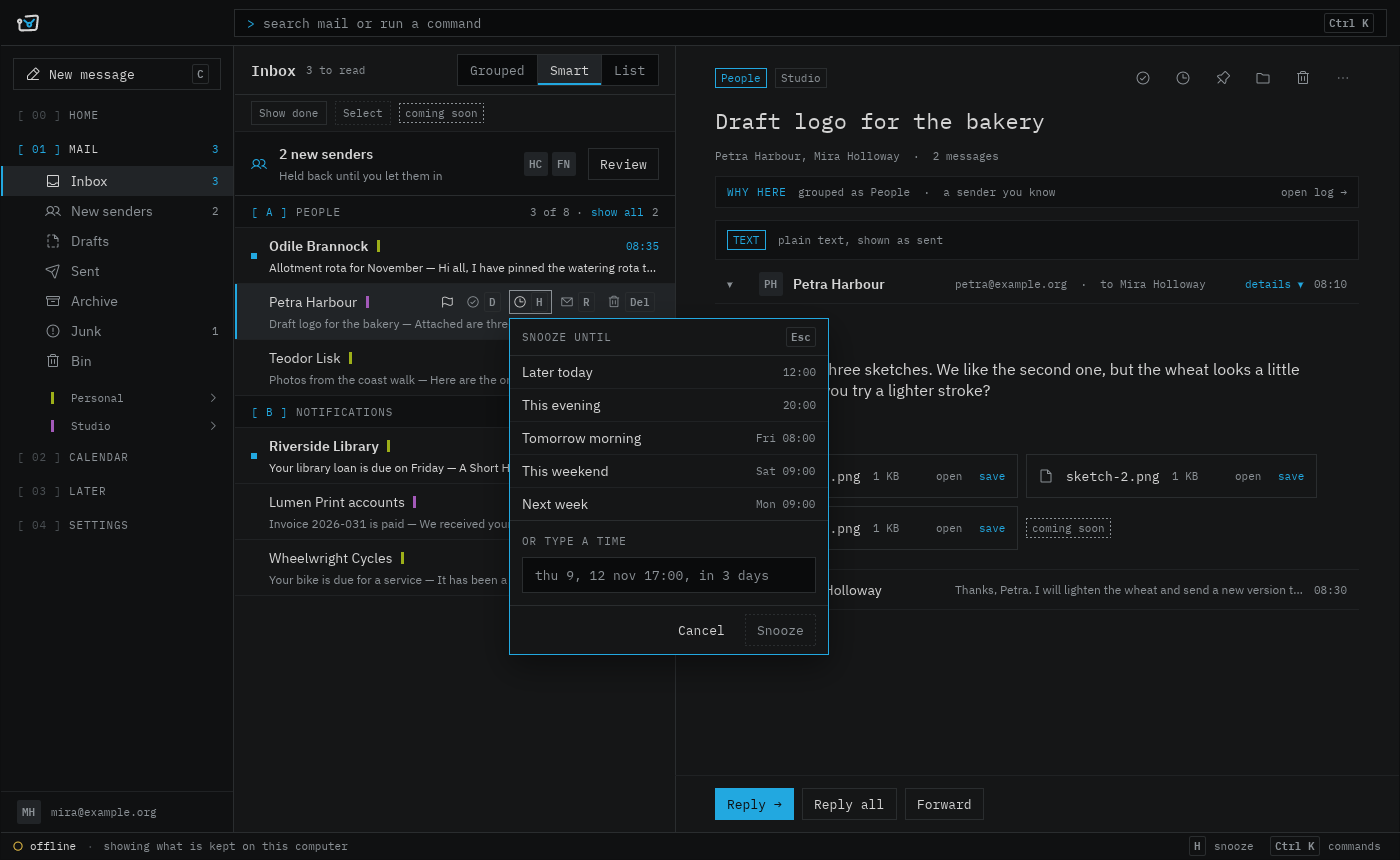 > search mail or run a command Ctrl K
New message C
[ 00 ] HOME
[ 01 ] MAIL 3
Inbox 3
New senders 2
Drafts
Sent
Archive
Junk 1
Bin
Personal
Studio
[ 02 ] CALENDAR
[ 03 ] LATER
[ 04 ] SETTINGS
MH mira@example.org
Inbox 3 to read Grouped Smart List
Show done Select coming soon
2 new senders
Held back until you let them in
HC FN Review
[ A ] PEOPLE 3 of 8 · show all 2
Odile Brannock 08:35
Allotment rota for November — Hi all, I have pinned the watering rota t…
Petra Harbour D H R Del
Draft logo for the bakery — Attached are thre
Teodor Lisk
Photos from the coast walk — Here are the o
[ B ] NOTIFICATIONS
Riverside Library
Your library loan is due on Friday — A Short H
Lumen Print accounts
Invoice 2026-031 is paid — We received your
Wheelwright Cycles
Your bike is due for a service — It has been a
SNOOZE UNTIL Esc
Later today 12:00
This evening 20:00
Tomorrow morning Fri 08:00
This weekend Sat 09:00
Next week Mon 09:00
OR TYPE A TIME
thu 9, 12 nov 17:00, in 3 days
Cancel Snooze
People Studio
Draft logo for the bakery
Petra Harbour, Mira Holloway · 2 messages
WHY HERE grouped as People · a sender you know open log →
TEXT plain text, shown as sent
▾ PH Petra Harbour petra@example.org · to Mira Holloway details ▾ 08:10
hree sketches. We like the second one, but the wheat looks a little
ou try a lighter stroke?
.png 1 KB open save
sketch-2.png 1 KB open save
.png 1 KB open save
coming soon
Holloway Thanks, Petra. I will lighten the wheat and send a new version t… 08:30
Reply → Reply all Forward
offline · showing what is kept on this computer
H snooze Ctrl K commands